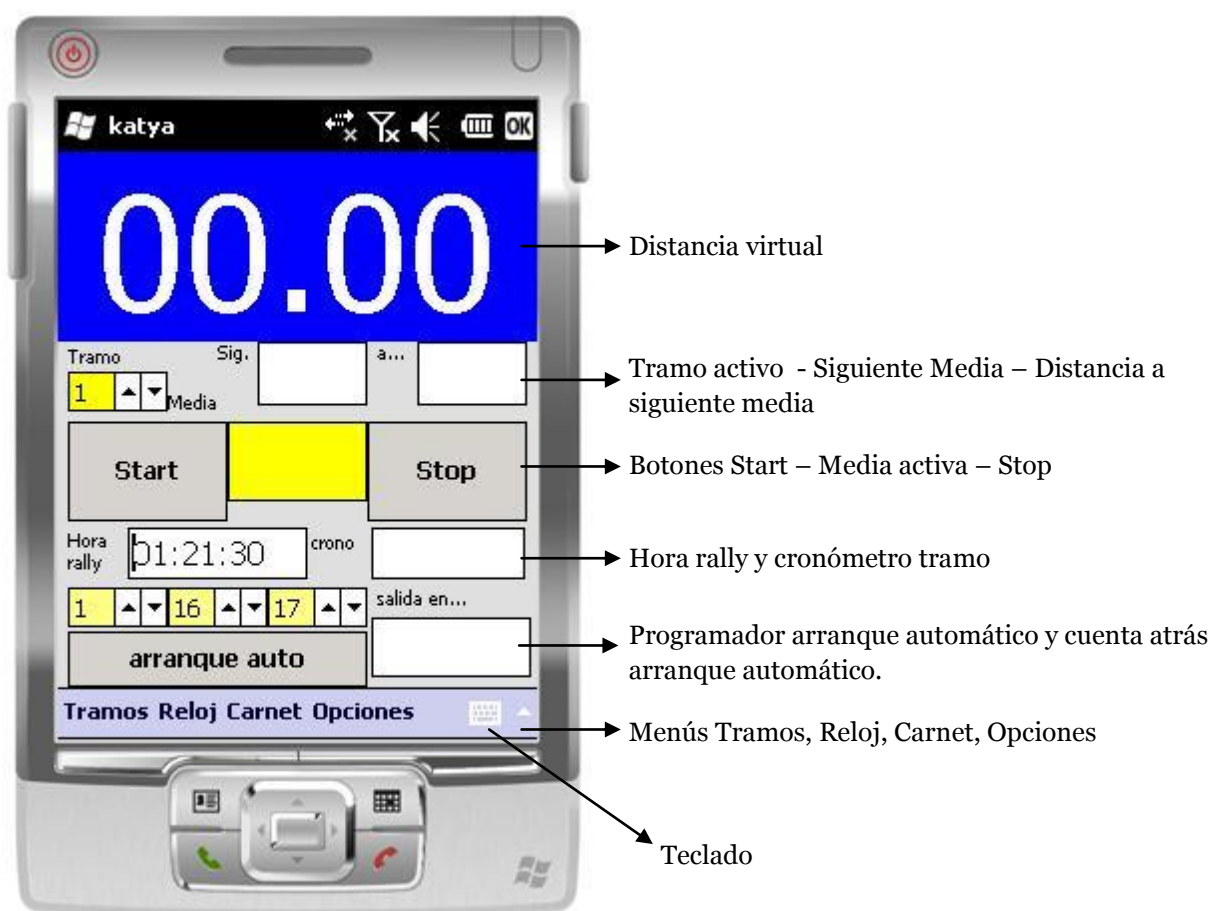 katya
OK
00.00
Distancia virtual
Tramo
Sig.
a...
1
Media
Tramo activo - Siguiente Media – Distancia a
siguiente media
Start
Stop
Botones Start – Media activa – Stop
Hora
rally
01:21:30
crono
Hora rally y cronómetro tramo
1
16
17
salida en...
arranque auto
Programador arranque automático y cuenta atrás
arranque automático.
Tramos Reloj Carnet Opciones
Menús Tramos, Reloj, Carnet, Opciones
Teclado